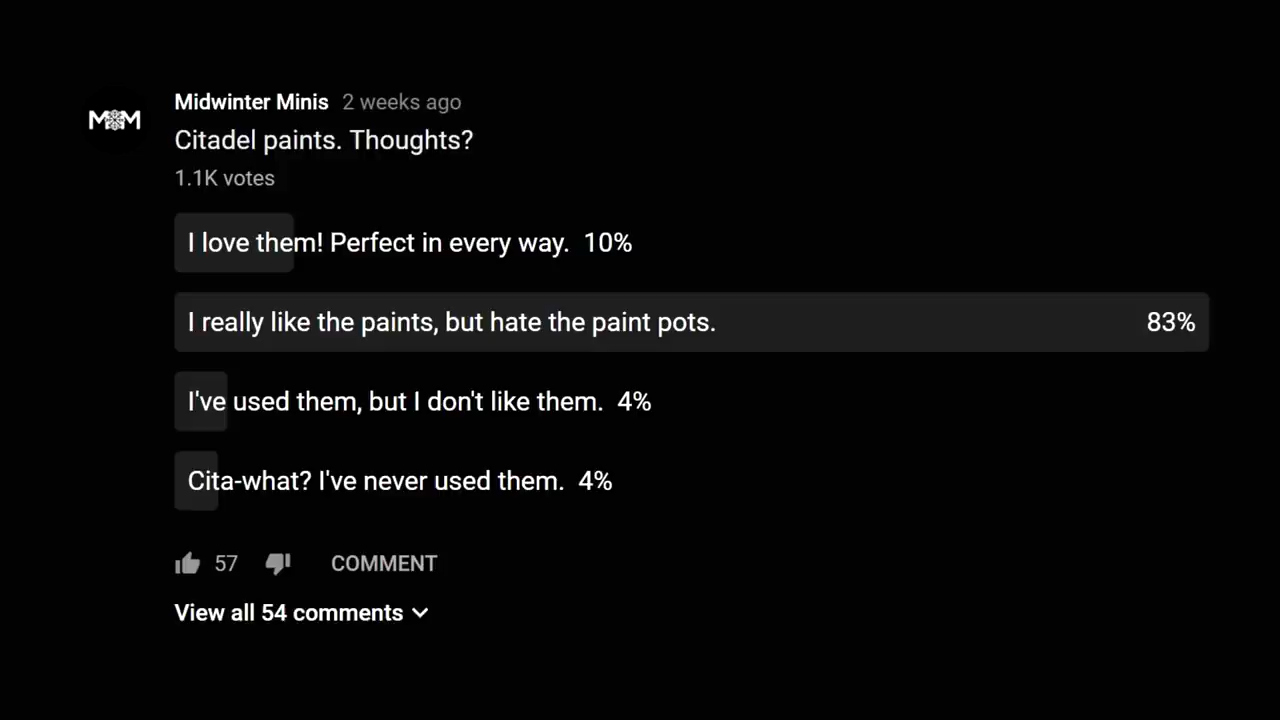 M M
Midwinter Minis 2 weeks ago
Citadel paints. Thoughts?
1.1K votes
I love them! Perfect in every way. 10%
I really like the paints, but hate the paint pots. 83%
I've used them, but I don't like them. 4%
Cita-what? I've never used them. 4%
57 COMMENT
View all 54 comments